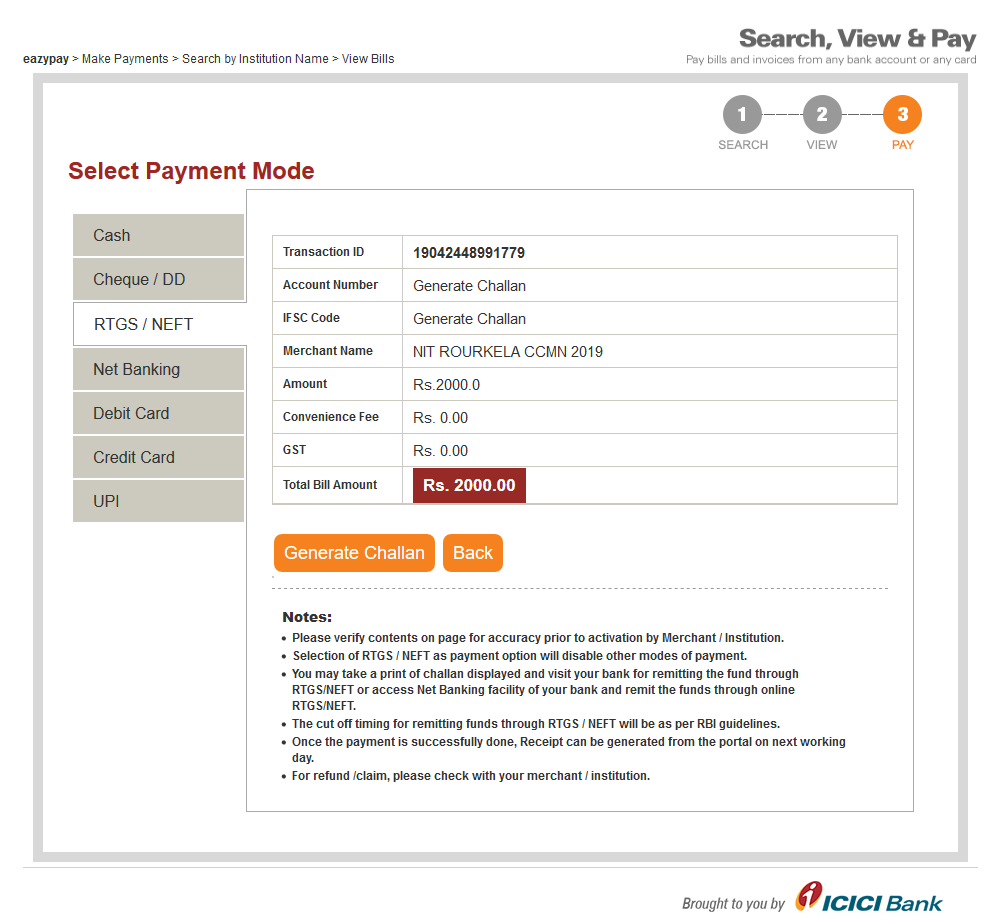 Search, View & Pay
eazypay > Make Payments > Search by Institution Name > View Bills
Pay bills and invoices from any bank account or any card
1 2 3
SEARCH VIEW PAY
Select Payment Mode
Cash
Cheque / DD
RTGS / NEFT
Net Banking
Debit Card
Credit Card
UPI
Transaction ID 19042448991779
Account Number Generate Challan
IFSC Code Generate Challan
Merchant Name NIT ROURKELA CCMN 2019
Amount Rs.2000.0
Convenience Fee Rs. 0.00
GST Rs. 0.00
Total Bill Amount Rs. 2000.00
Generate Challan Back
Notes:
• Please verify contents on page for accuracy prior to activation by Merchant / Institution.
• Selection of RTGS / NEFT as payment option will disable other modes of payment.
• You may take a print of challan displayed and visit your bank for remitting the fund through
RTGS/NEFT or access Net Banking facility of your bank and remit the funds through online
RTGS/NEFT.
• The cut off timing for remitting funds through RTGS / NEFT will be as per RBI guidelines.
• Once the payment is successfully done, Receipt can be generated from the portal on next working
day.
• For refund /claim, please check with your merchant / institution.
Brought to you by ICICI Bank